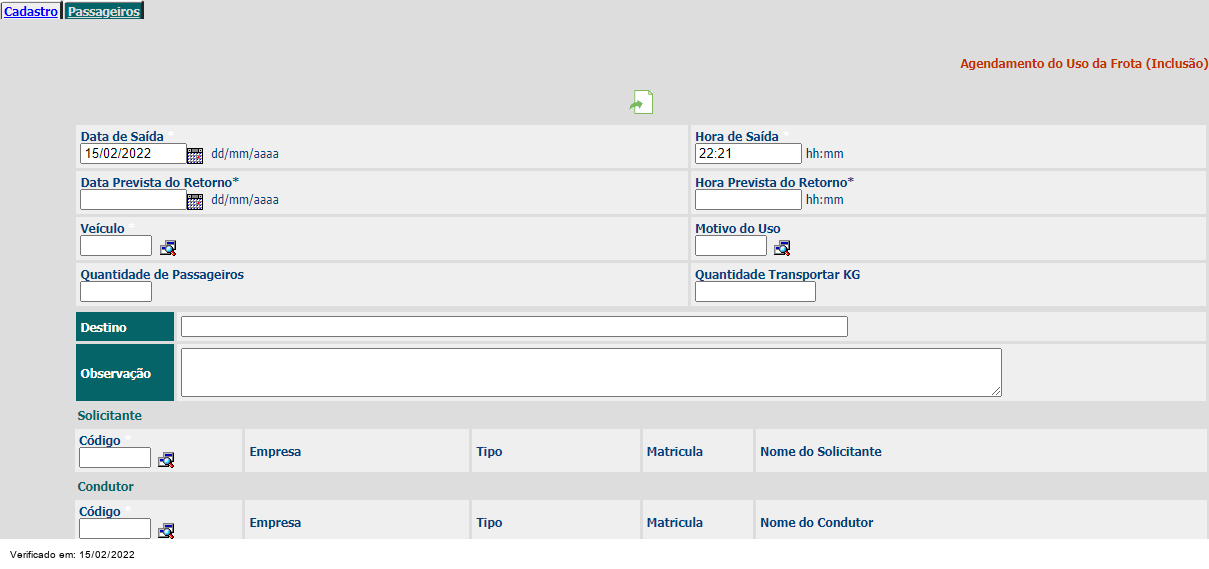 Cadastro Passageiros
Agendamento do Uso da Frota (Inclusão)
Data de Saída * Hora de Saída *
15/02/2022 dd/mm/aaaa 22:21 hh:mm
Data Prevista do Retorno* Hora Prevista do Retorno*
dd/mm/aaaa hh:mm
Veículo * Motivo do Uso
Quantidade de Passageiros Quantidade Transportar KG
Destino
Observação
Solicitante
Código *
Empresa Tipo Matricula Nome do Solicitante
Condutor
Código *
Empresa Tipo Matricula Nome do Condutor
Verificado em: 15/02/2022